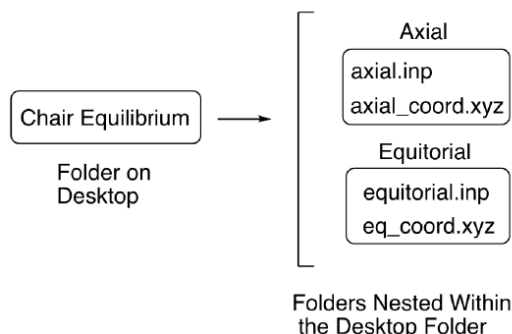 Chair Equilibrium
Folder on
Desktop
Axial
axial.inp
axial_coord.xyz
Equitorial
equitorial.inp
eq_coord.xyz
Folders Nested Within
the Desktop Folder